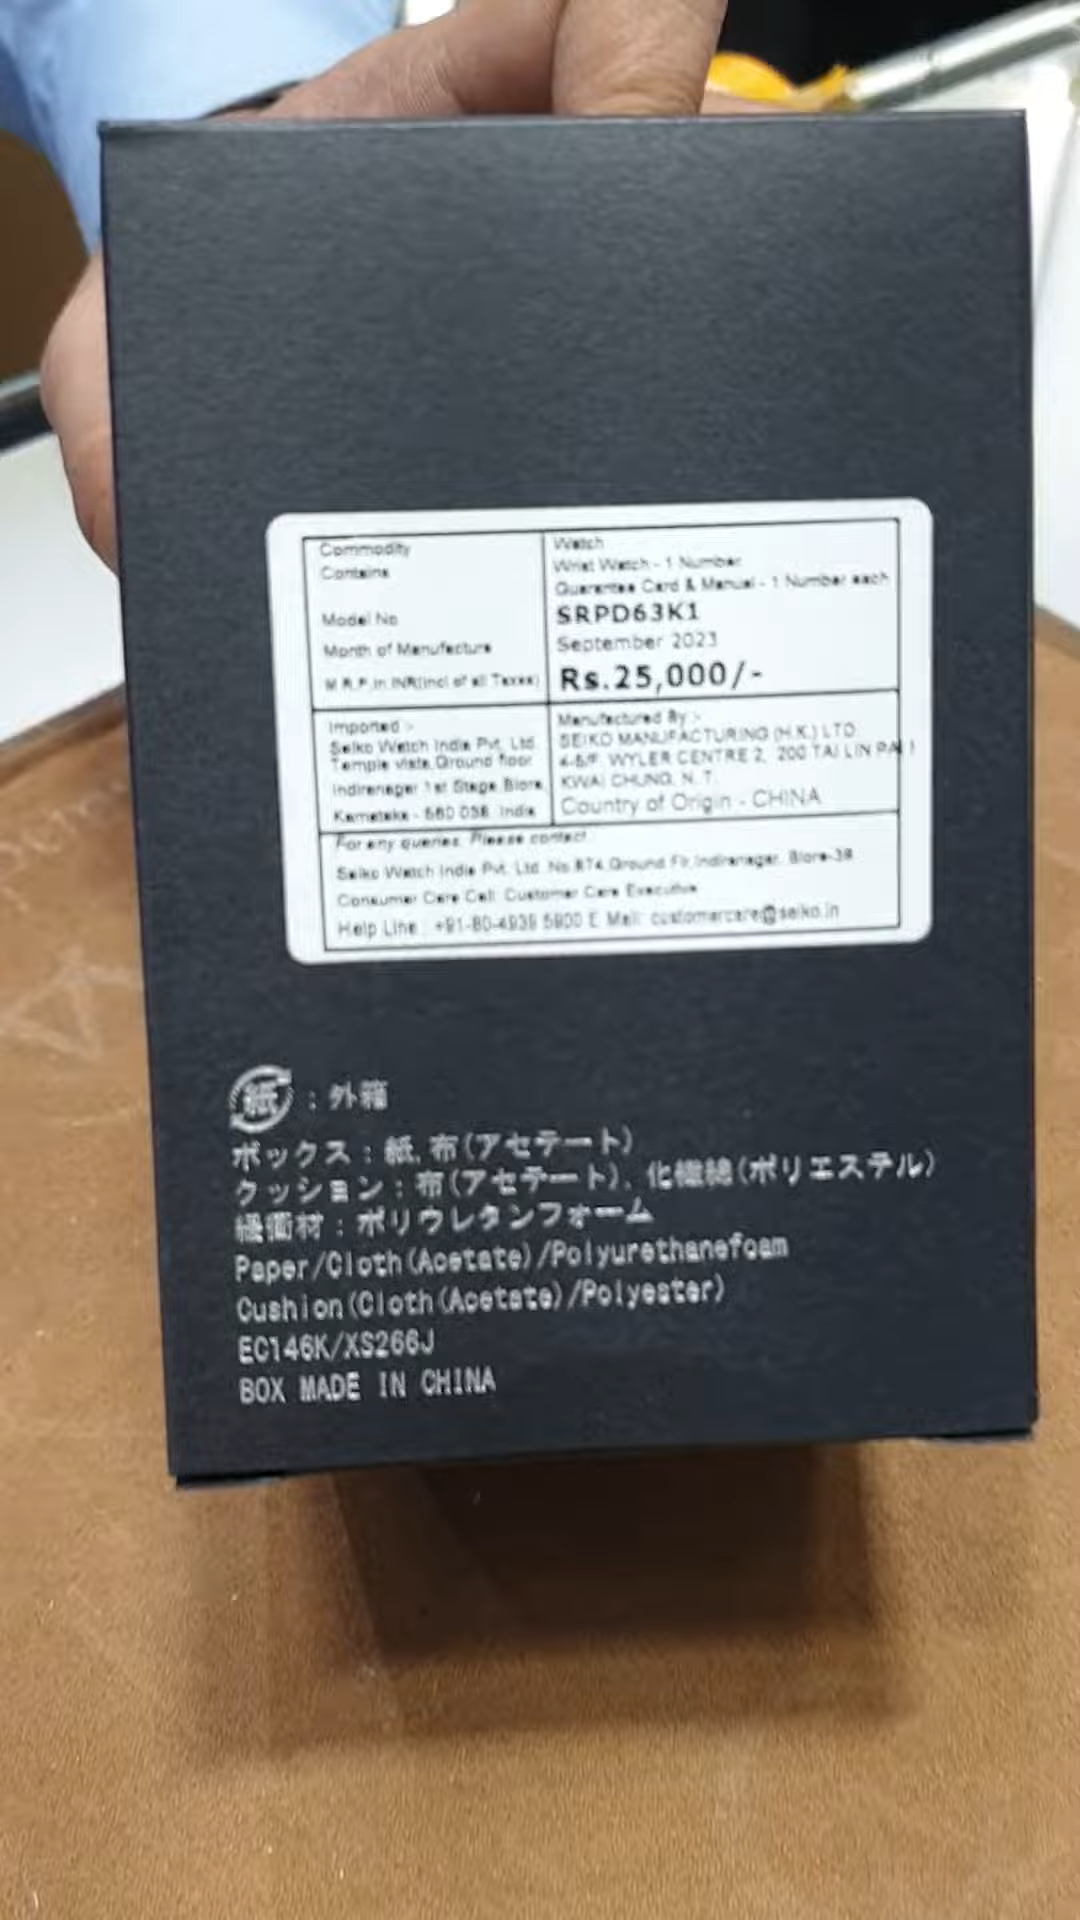 Commodity
Watch
Contains
Wrist Watch - 1 Number
Guarantee Card & Manual - 1 Number each
Model No
SRPD63K1
Month of Manufacture
September 2023
M.R.P. in INR(incl of all Taxes)
Rs.25,000/-
Imported :-
Seiko Watch India Pvt. Ltd.
Temple vista, Ground floor
Indiranagar 1st Stage Blore,
Karnataka - 560 038. India
Manufactured By :-
SEIKO MANUFACTURING (H.K.) LTD.
4-5/F. WYLER CENTRE 2, 200 TAI LIN PAI
KWAI CHUNG, N. T.
Country of Origin - CHINA
For any queries. Please contact
Seiko Watch India Pvt. Ltd. No.874,Ground Flr,Indiranagar, Blore-38
Consumer Care Cell: Customer Care Executive
Help Line : +91-80-4939 5900 E Mail: customercare@seiko.in
紙 : 外箱
ボックス : 紙、布(アセテート)
クッション : 布(アセテート)、化繊綿(ポリエステル)
緩衝材 : ポリウレタンフォーム
Paper/Cloth(Acetate)/Polyurethanefoam
Cushion(Cloth(Acetate)/Polyester)
EC146K/XS266J
BOX MADE IN CHINA